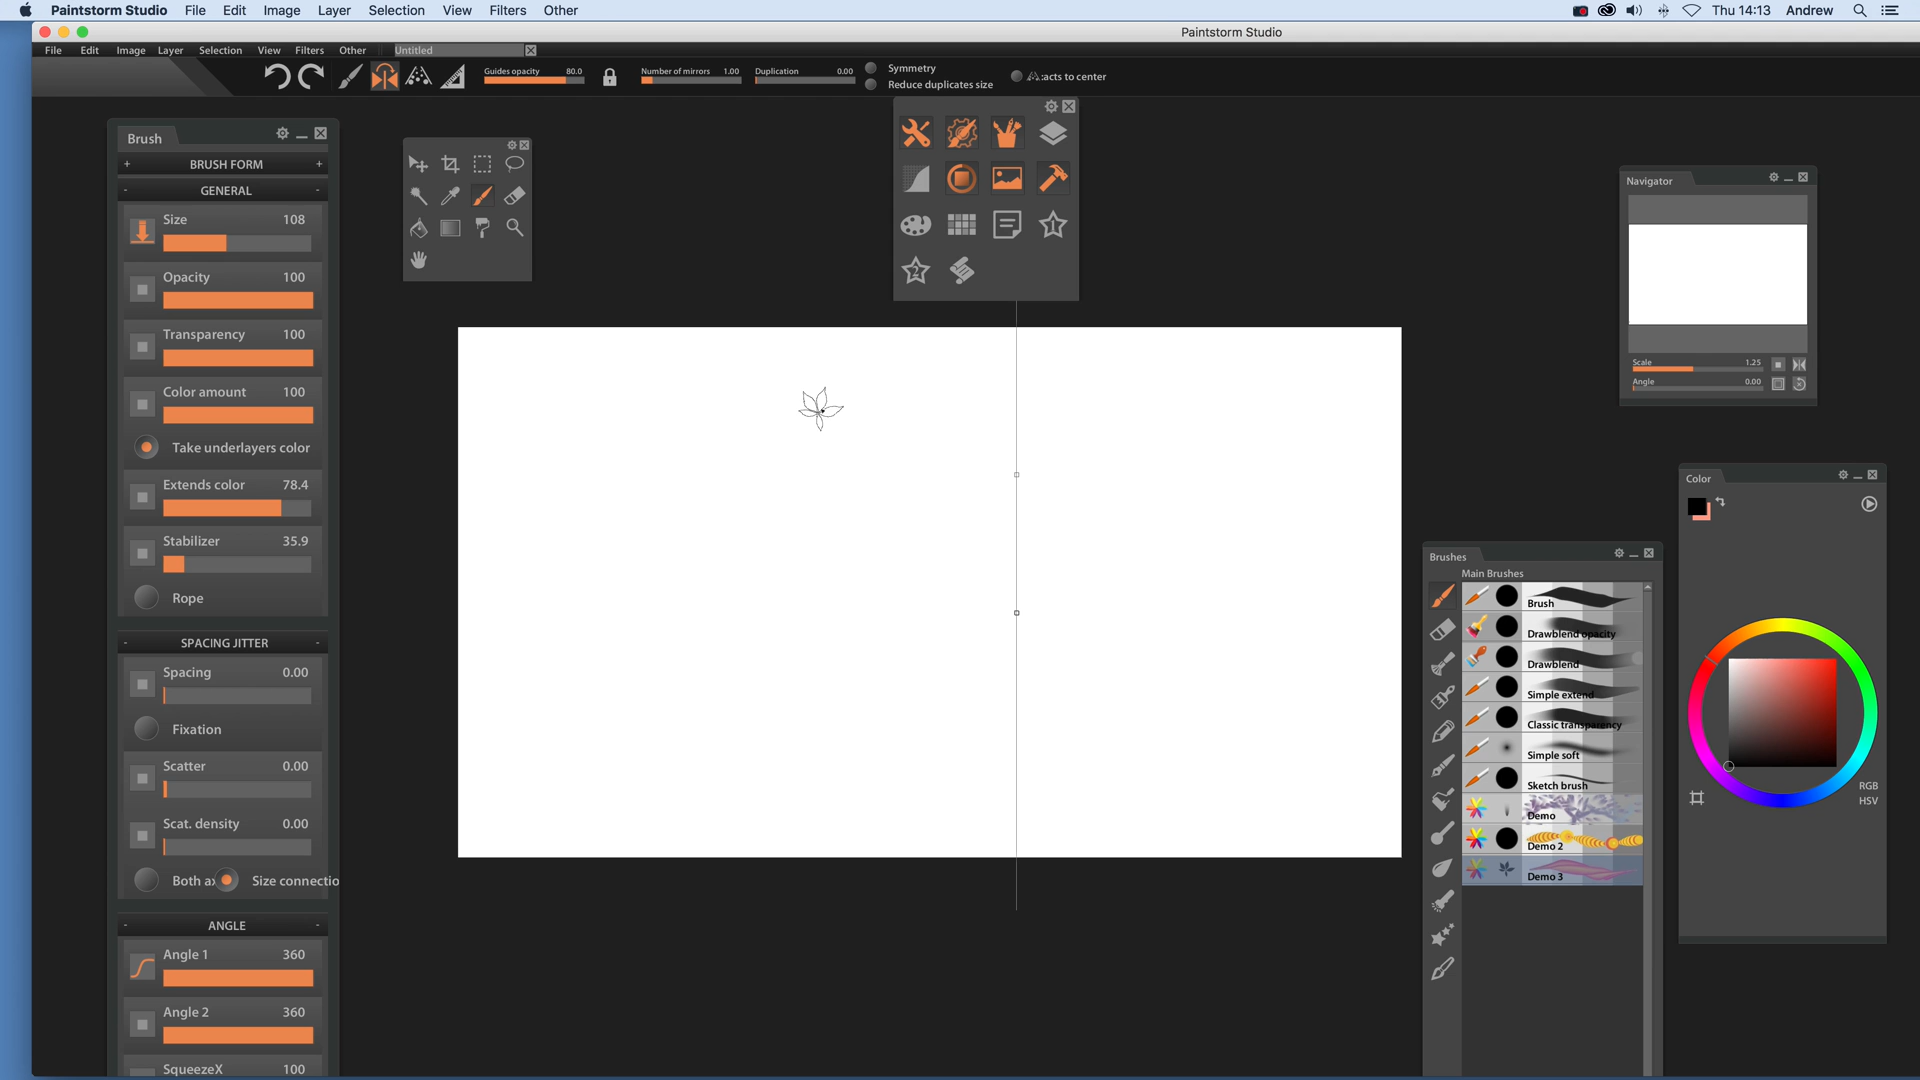 Paintstorm Studio File Edit Image Layer Selection View Filters Other Thu 14:13 Andrew
Paintstorm Studio
File Edit Image Layer Selection View Filters Other Untitled
Guides opacity 80.0 Number of mirrors 1.00 Duplication 0.00 Symmetry
Reduce duplicates size
:acts to center
Brush
+ BRUSH FORM +
- GENERAL -
Size 108
Opacity 100
Transparency 100
Color amount 100
Take underlayers color
Extends color 78.4
Stabilizer 35.9
Rope
- SPACING JITTER -
Spacing 0.00
Fixation
Scatter 0.00
Scat. density 0.00
Both a Size connectio
- ANGLE -
Angle 1 360
Angle 2 360
SqueezeX 100
1
2
Navigator
Scale 1.25
Angle 0.00
Color
RGB
HSV
Brushes
Main Brushes
Brush
Drawblend opacity
Drawblend
Simple extend
Classic transparency
Simple soft
Sketch brush
Demo
Demo 2
Demo 3